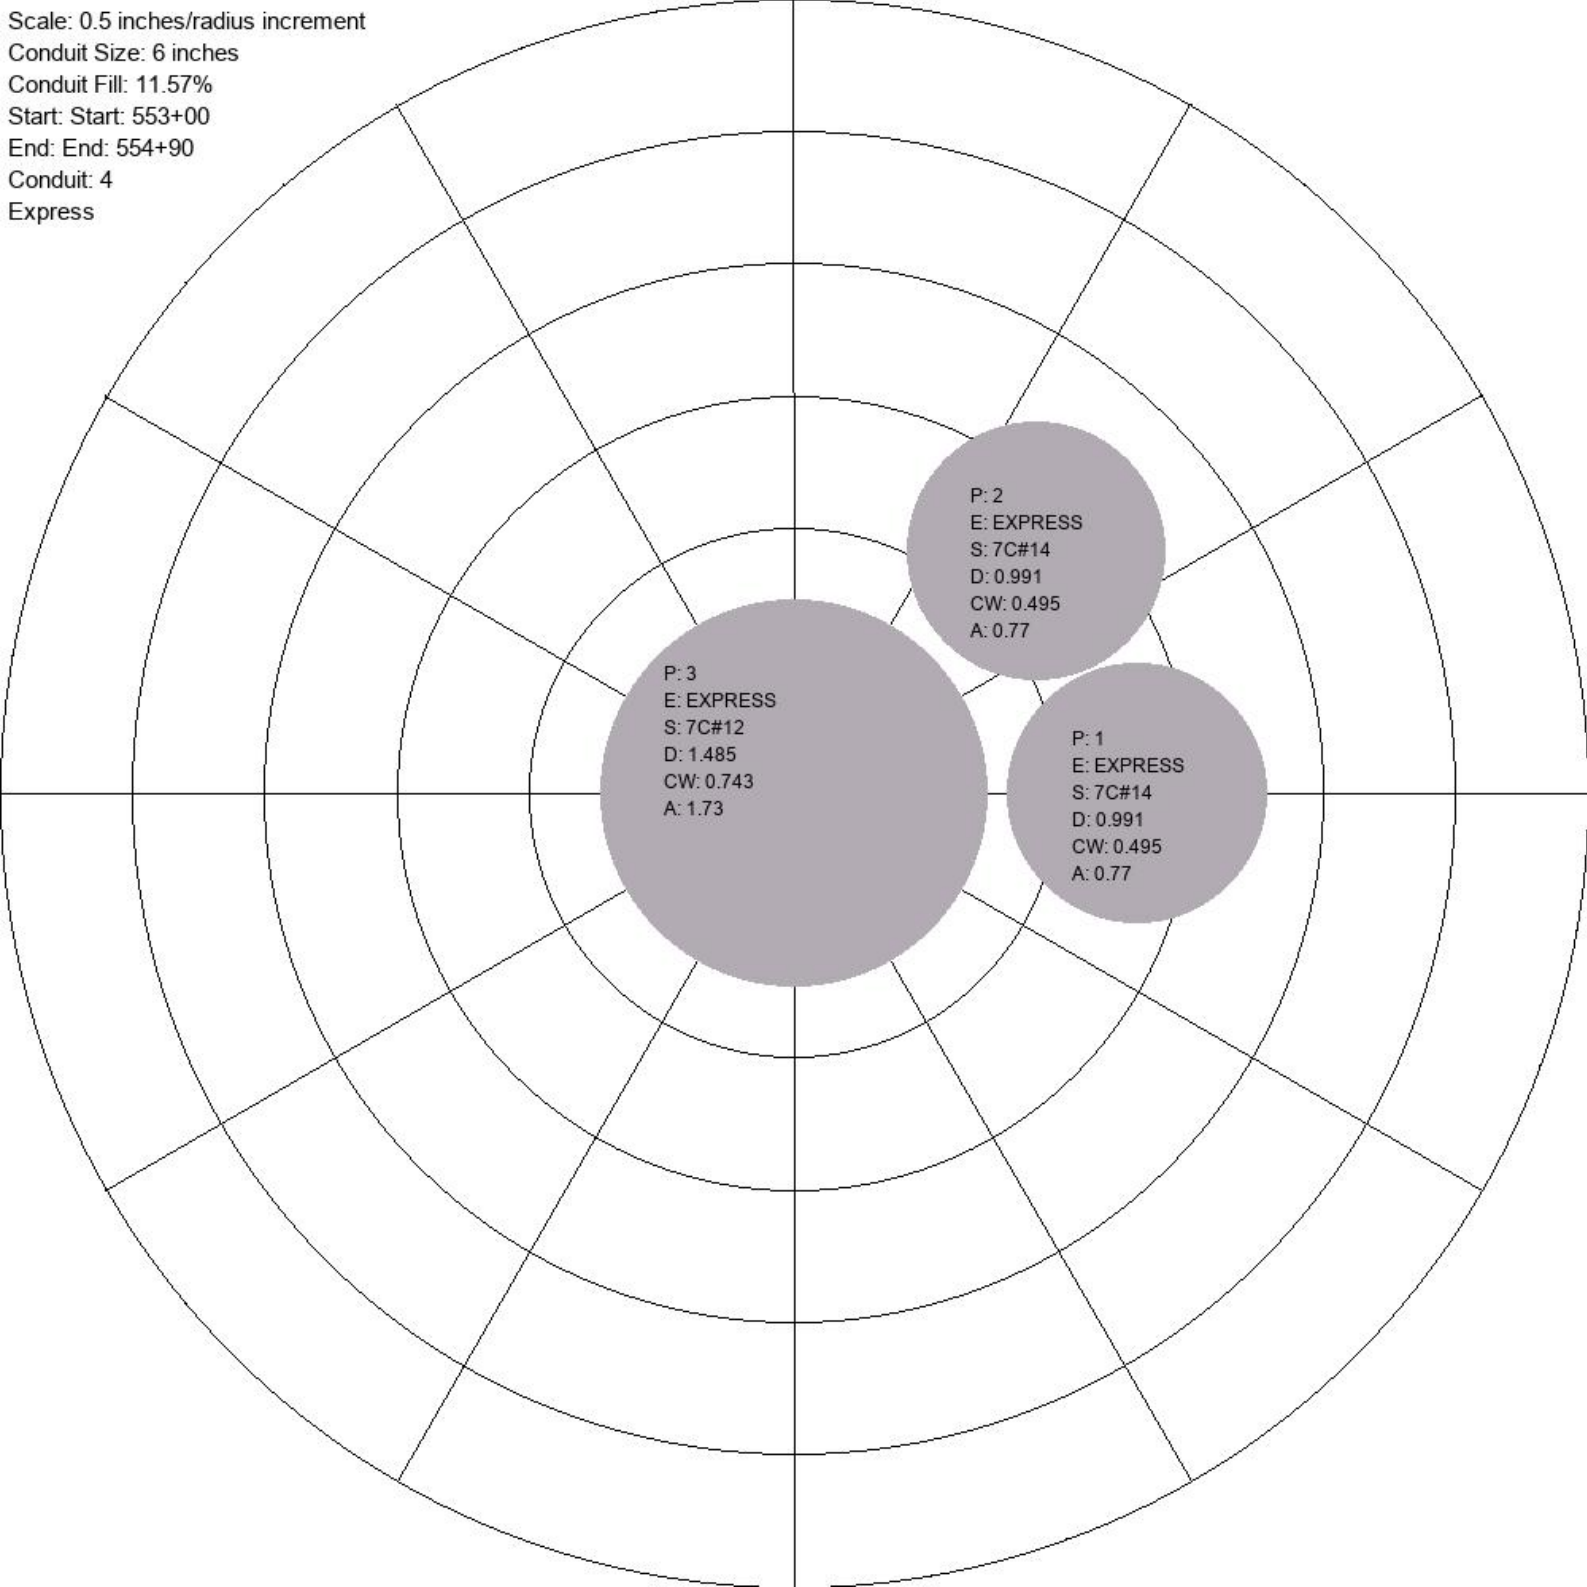 Scale: 0.5 inches/radius increment
Conduit Size: 6 inches
Conduit Fill: 11.57%
Start: Start: 553+00
End: End: 554+90
Conduit: 4
Express
P: 2
E: EXPRESS
S: 7C#14
D: 0.991
CW: 0.495
A: 0.77
P: 3
E: EXPRESS
S: 7C#12
D: 1.485
CW: 0.743
A: 1.73
P: 1
E: EXPRESS
S: 7C#14
D: 0.991
CW: 0.495
A: 0.77